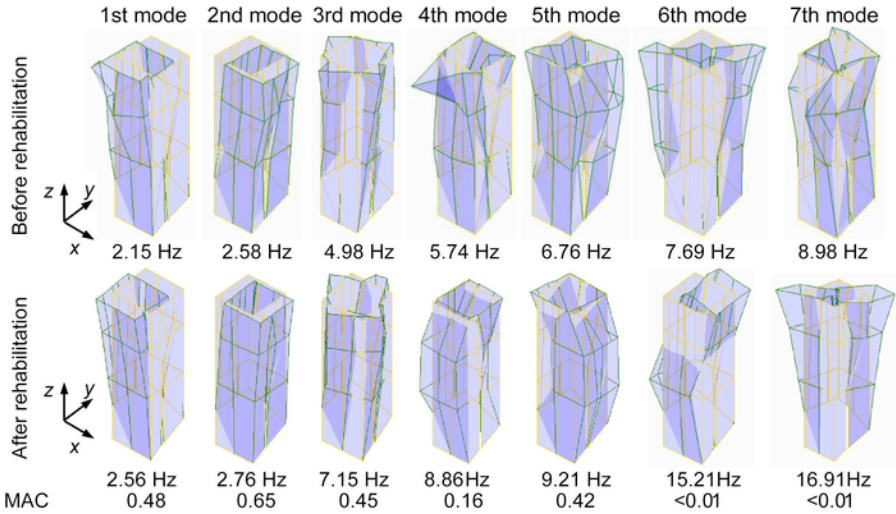 1st mode 2nd mode 3rd mode 4th mode 5th mode 6th mode 7th mode
Before rehabilitation
z
y
x
2.15 Hz 2.58 Hz 4.98 Hz 5.74 Hz 6.76 Hz 7.69 Hz 8.98 Hz
After rehabilitation
z
y
x
2.56 Hz 2.76 Hz 7.15 Hz 8.86Hz 9.21 Hz 15.21Hz 16.91Hz
MAC 0.48 0.65 0.45 0.16 0.42 <0.01 <0.01